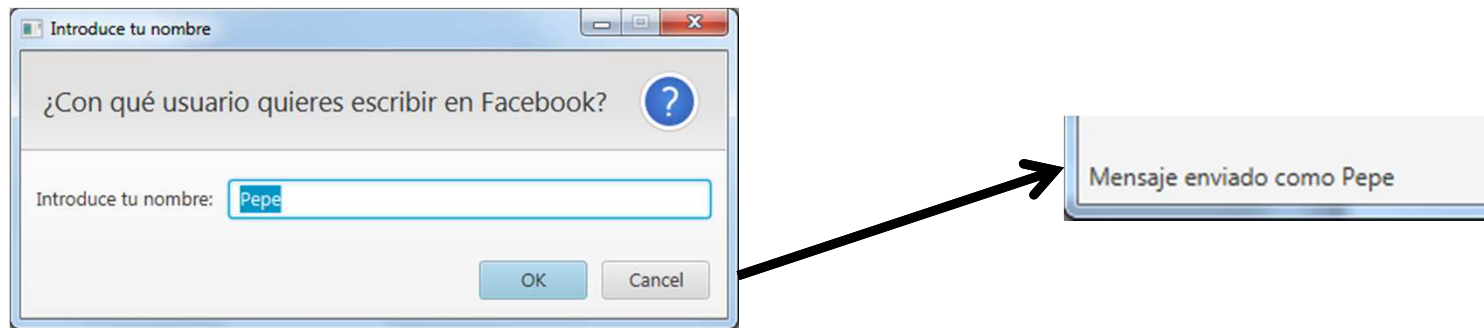 Introduce tu nombre
¿Con qué usuario quieres escribir en Facebook?
?
Introduce tu nombre: Pepe
OK Cancel
Mensaje enviado como Pepe